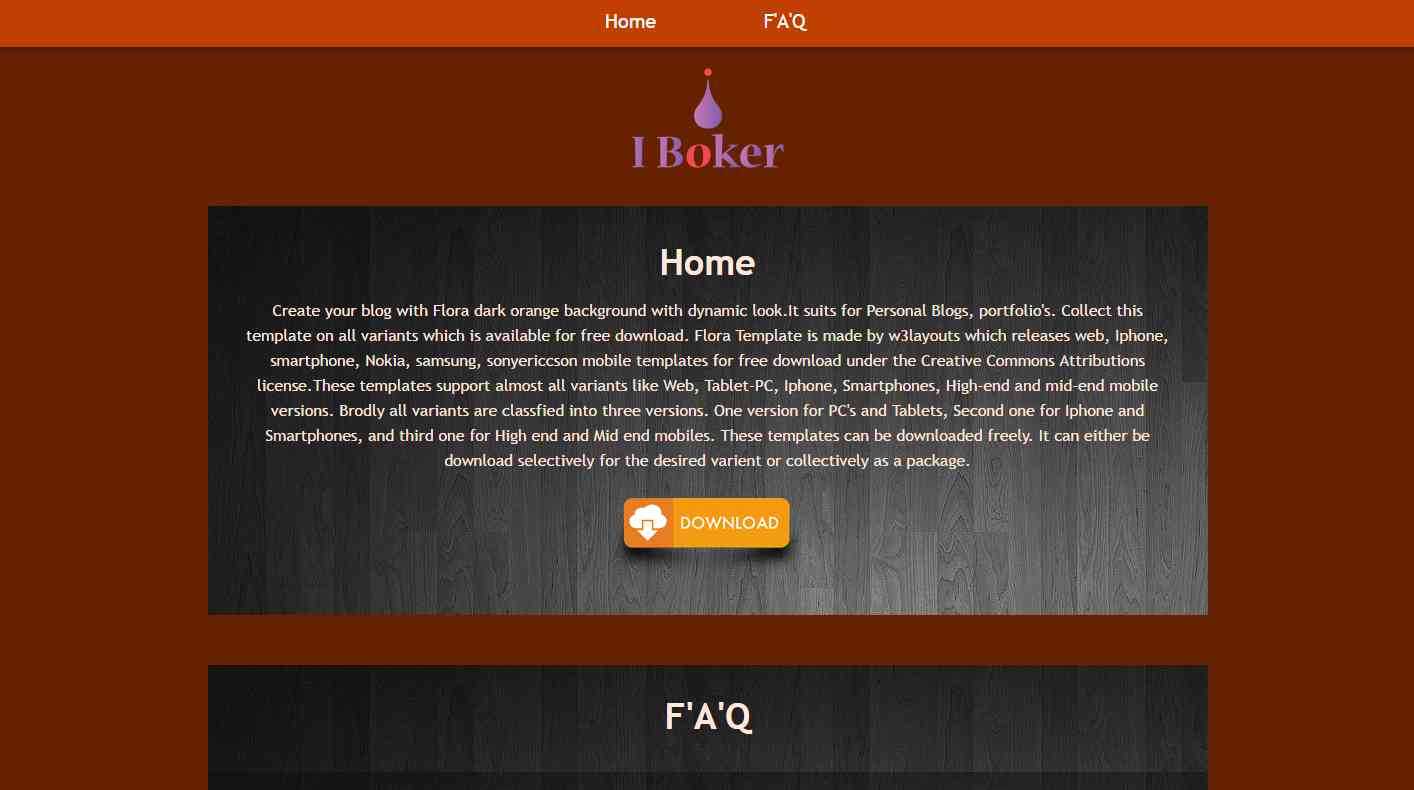 Home F'A'Q
I Boker
Home
Create your blog with Flora dark orange background with dynamic look.It suits for Personal Blogs, portfolio's. Collect this
template on all variants which is available for free download. Flora Template is made by w3layouts which releases web, Iphone,
smartphone, Nokia, samsung, sonyericcson mobile templates for free download under the Creative Commons Attributions
license.These templates support almost all variants like Web, Tablet-PC, Iphone, Smartphones, High-end and mid-end mobile
versions. Brodly all variants are classfied into three versions. One version for PC's and Tablets, Second one for Iphone and
Smartphones, and third one for High end and Mid end mobiles. These templates can be downloaded freely. It can either be
download selectively for the desired varient or collectively as a package.
DOWNLOAD
F'A'Q